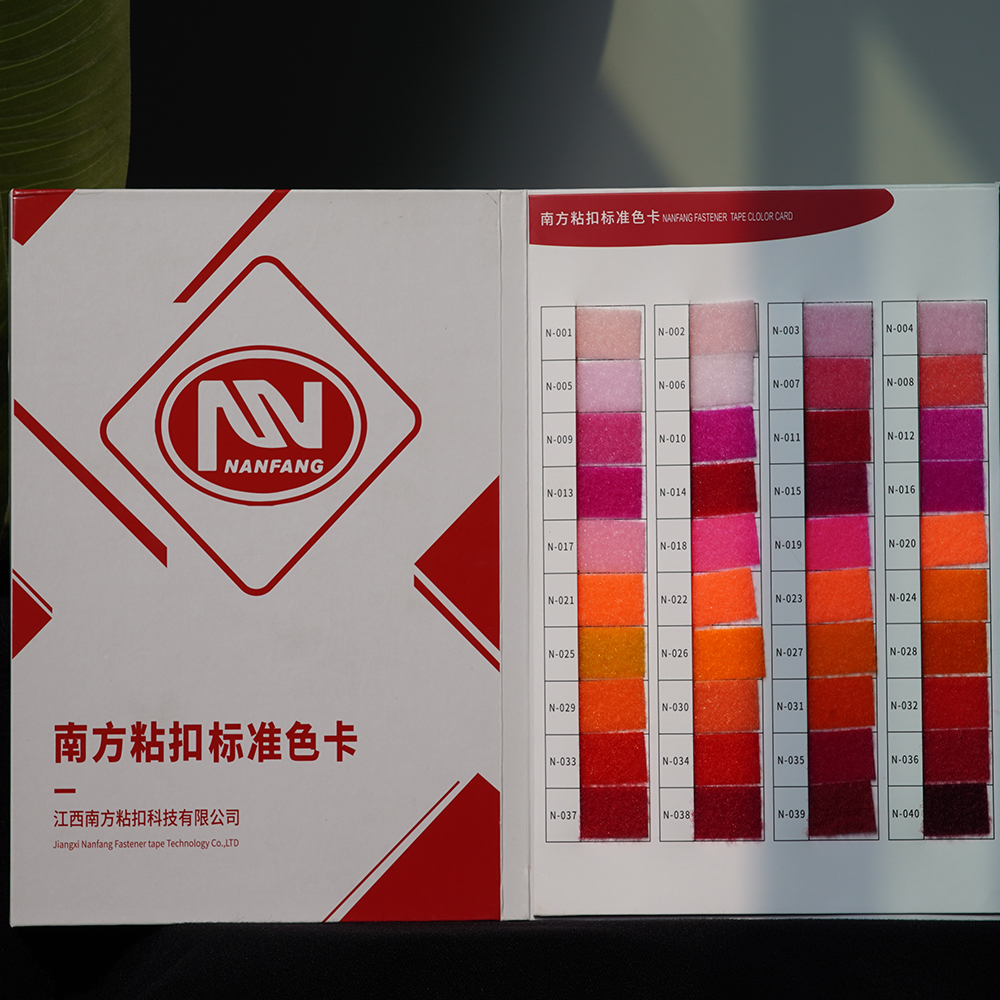 NANFANG
南方粘扣标准色卡
江西南方粘扣科技有限公司
Jiangxi Nanfang Fastener tape Technology Co.,LTD
南方粘扣标准色卡 NANFANG FASTENER TAPE CLOLOR CARD
N-001 N-002 N-003 N-004
N-005 N-006 N-007 N-008
N-009 N-010 N-011 N-012
N-013 N-014 N-015 N-016
N-017 N-018 N-019 N-020
N-021 N-022 N-023 N-024
N-025 N-026 N-027 N-028
N-029 N-030 N-031 N-032
N-033 N-034 N-035 N-036
N-037 N-038 N-039 N-040